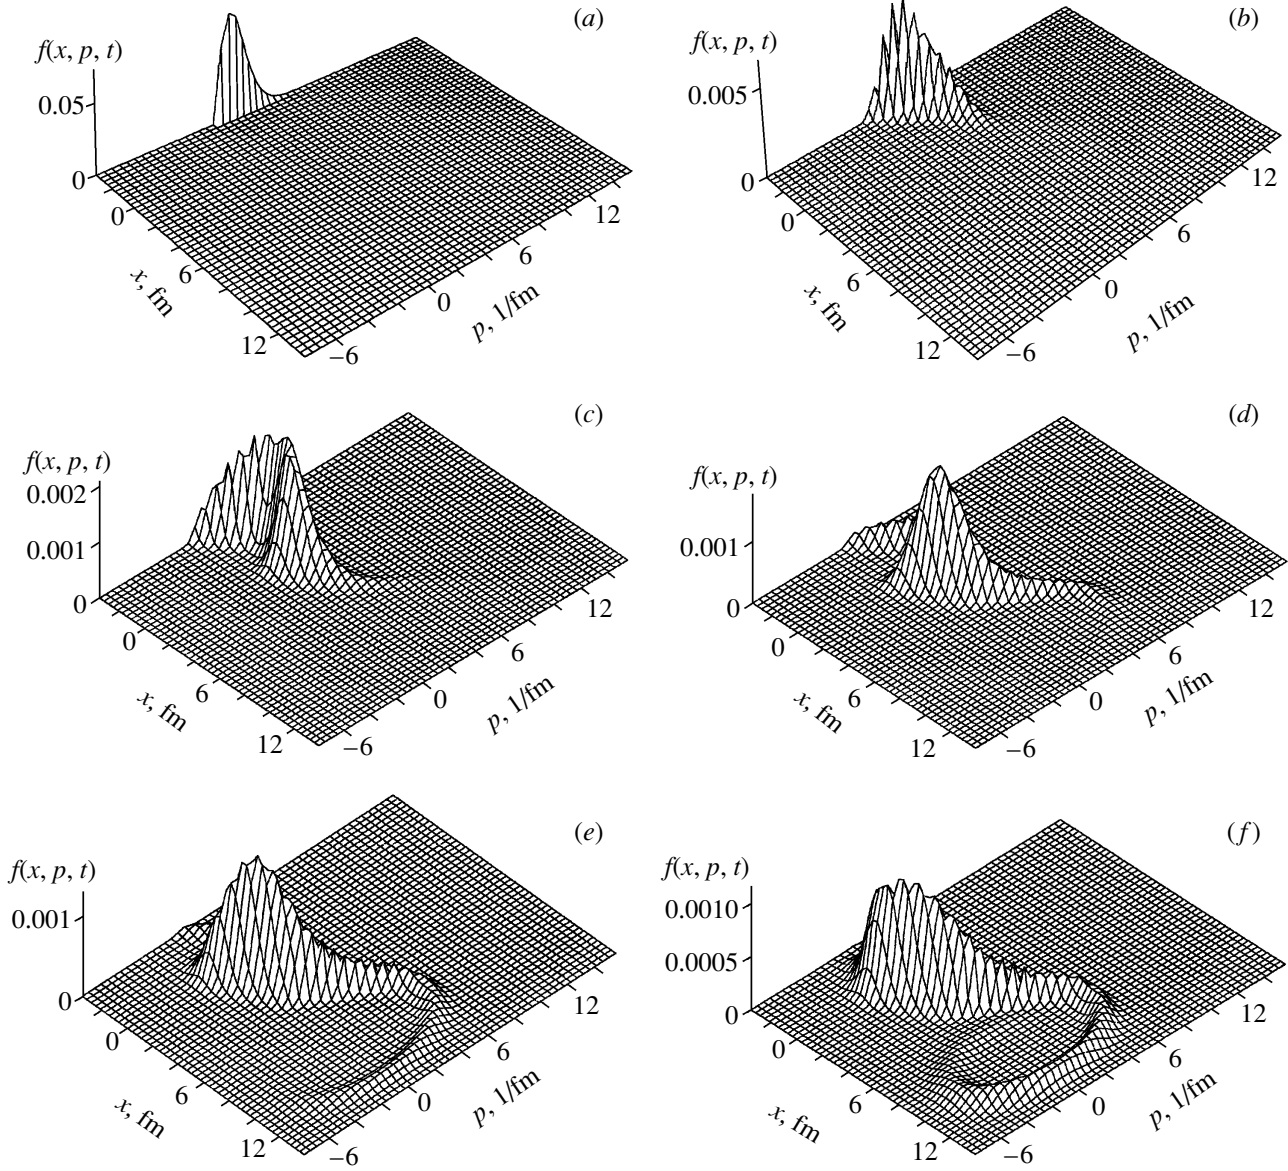 (a)
f(x, p, t)
0.05
0
0
6
12
x, fm
–6
0
6
12
p, 1/fm
(b)
f(x, p, t)
0.005
0
0
6
12
x, fm
–6
0
6
12
p, 1/fm
(c)
f(x, p, t)
0.002
0.001
0
0
6
12
x, fm
–6
0
6
12
p, 1/fm
(d)
f(x, p, t)
0.001
0
0
6
12
x, fm
–6
0
6
12
p, 1/fm
(e)
f(x, p, t)
0.001
0
0
6
12
x, fm
–6
0
6
12
p, 1/fm
(f)
f(x, p, t)
0.0010
0.0005
0
0
6
12
x, fm
–6
0
6
12
p, 1/fm